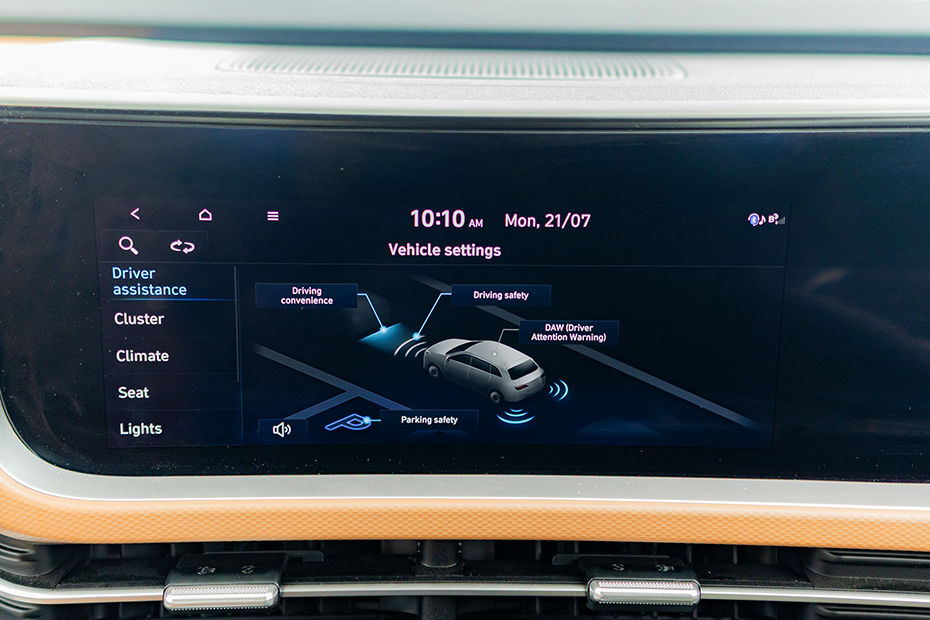 10:10 AM Mon, 21/07
Vehicle settings
Driver
assistance
Cluster
Climate
Seat
Lights
Driving
convenience
Driving safety
DAW (Driver
Attention Warning)
Parking safety